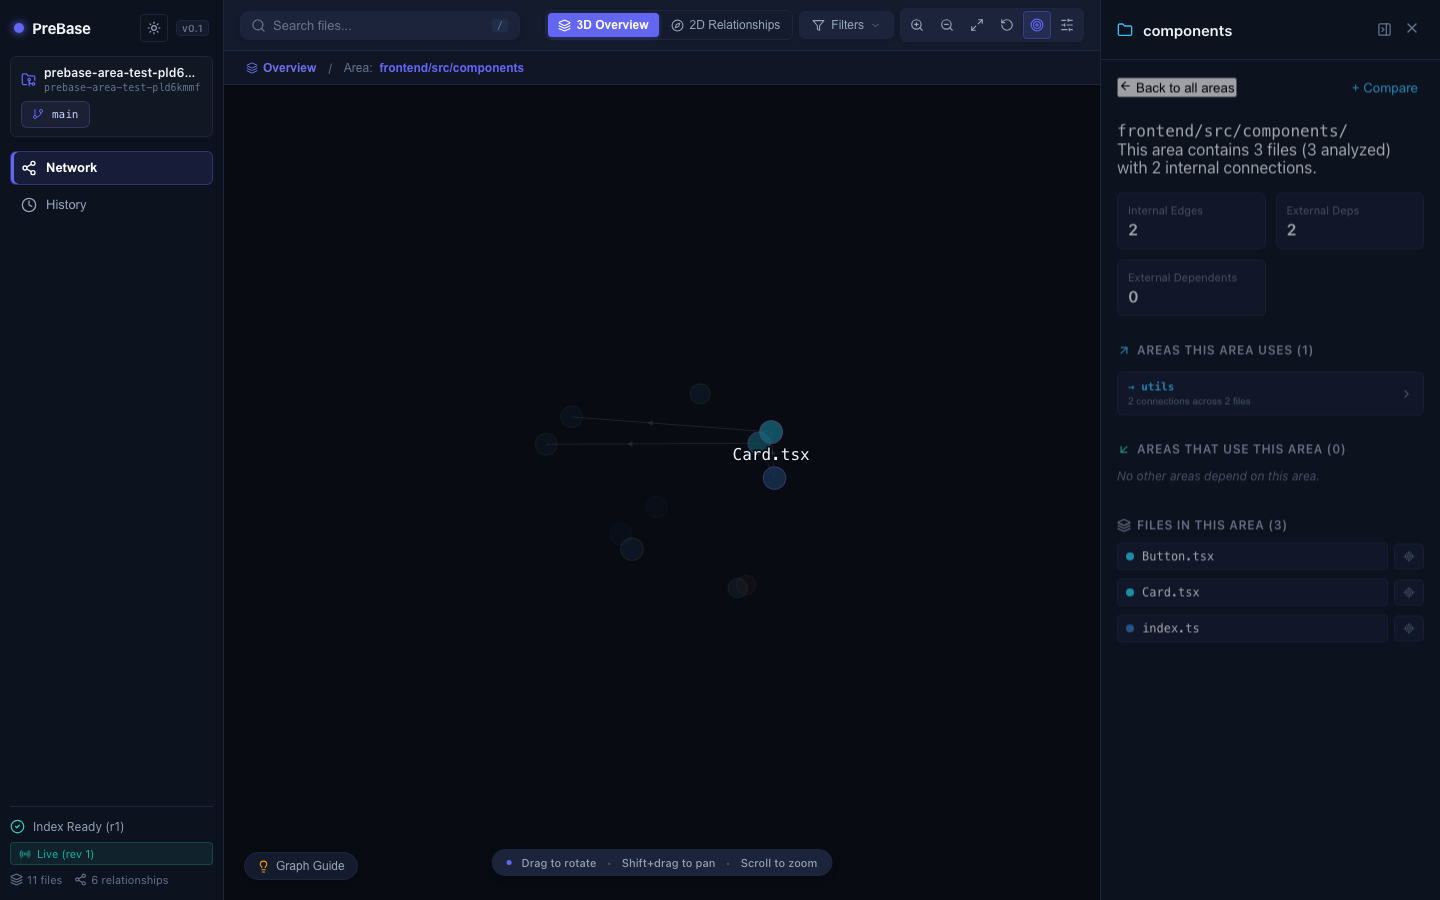 PreBase
v0.1
prebase-area-test-pld6...
prebase-area-test-pld6kmmf
main
Network
History
Index Ready (r1)
Live (rev 1)
11 files
6 relationships
Search files...
/
3D Overview
2D Relationships
Filters
Overview / Area: frontend/src/components
Card.tsx
Graph Guide
Drag to rotate · Shift+drag to pan · Scroll to zoom
components
← Back to all areas
+ Compare
frontend/src/components/
This area contains 3 files (3 analyzed)
with 2 internal connections.
Internal Edges
2
External Deps
2
External Dependents
0
AREAS THIS AREA USES (1)
→ utils
2 connections across 2 files
AREAS THAT USE THIS AREA (0)
No other areas depend on this area.
FILES IN THIS AREA (3)
Button.tsx
Card.tsx
index.ts